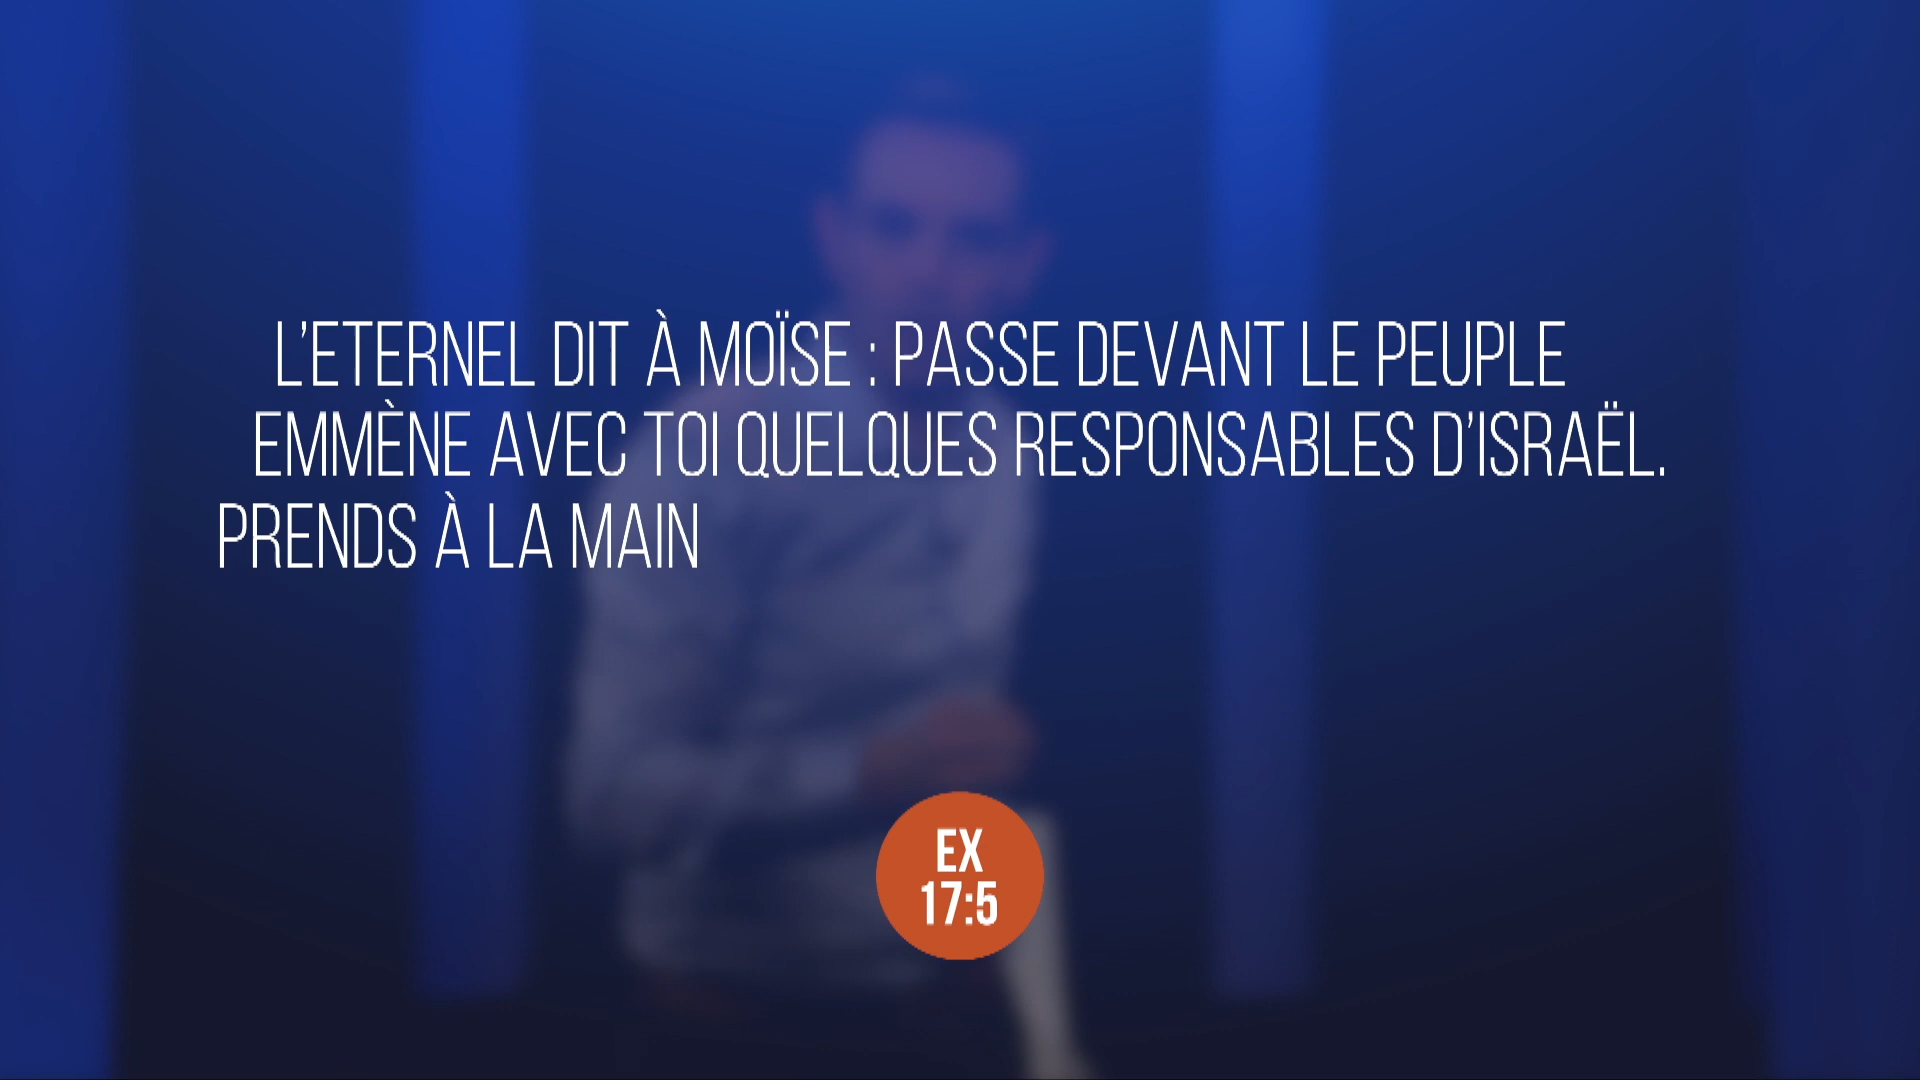 L'ETERNEL DIT À MOÏSE : PASSE DEVANT LE PEUPLE
EMMÈNE AVEC TOI QUELQUES RESPONSABLES D'ISRAËL.
PRENDS À LA MAIN
EX
17:5